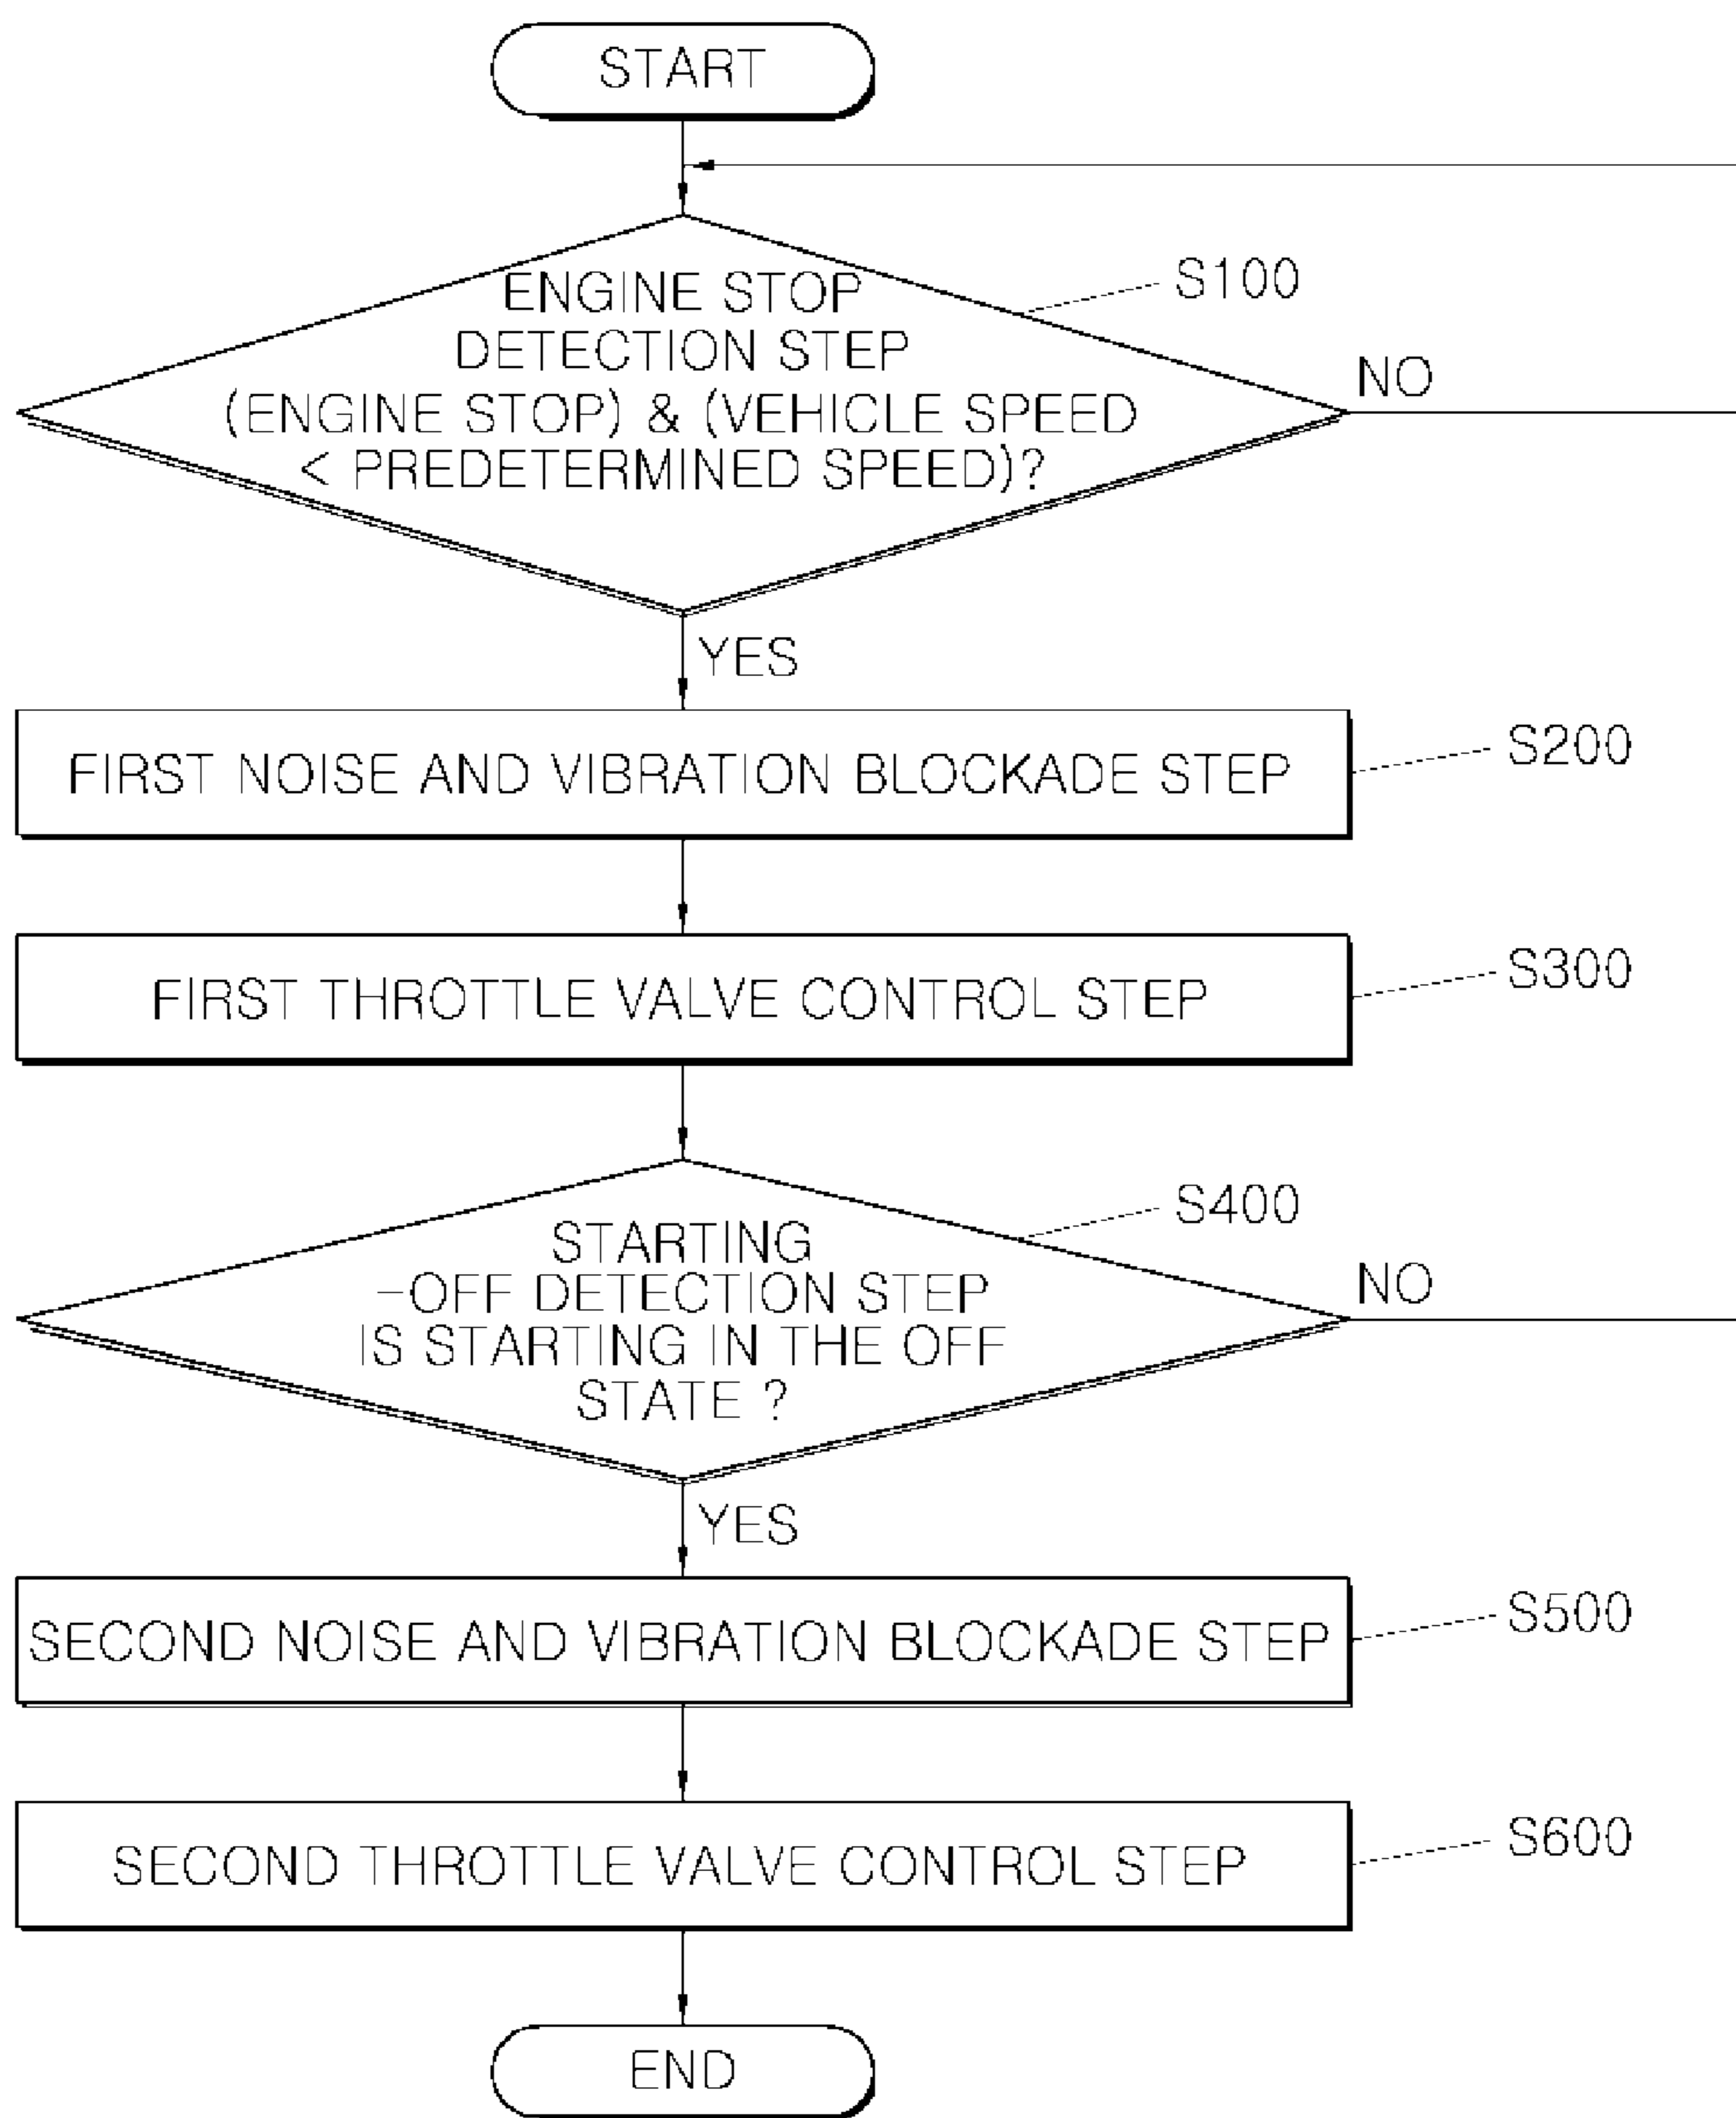 START
ENGINE STOP
DETECTION STEP
(ENGINE STOP) & (VEHICLE SPEED
< PREDETERMINED SPEED)?
S100
NO
YES
FIRST NOISE AND VIBRATION BLOCKADE STEP
S200
FIRST THROTTLE VALVE CONTROL STEP
S300
STARTING
-OFF DETECTION STEP
IS STARTING IN THE OFF
STATE ?
S400
NO
YES
SECOND NOISE AND VIBRATION BLOCKADE STEP
S500
SECOND THROTTLE VALVE CONTROL STEP
S600
END